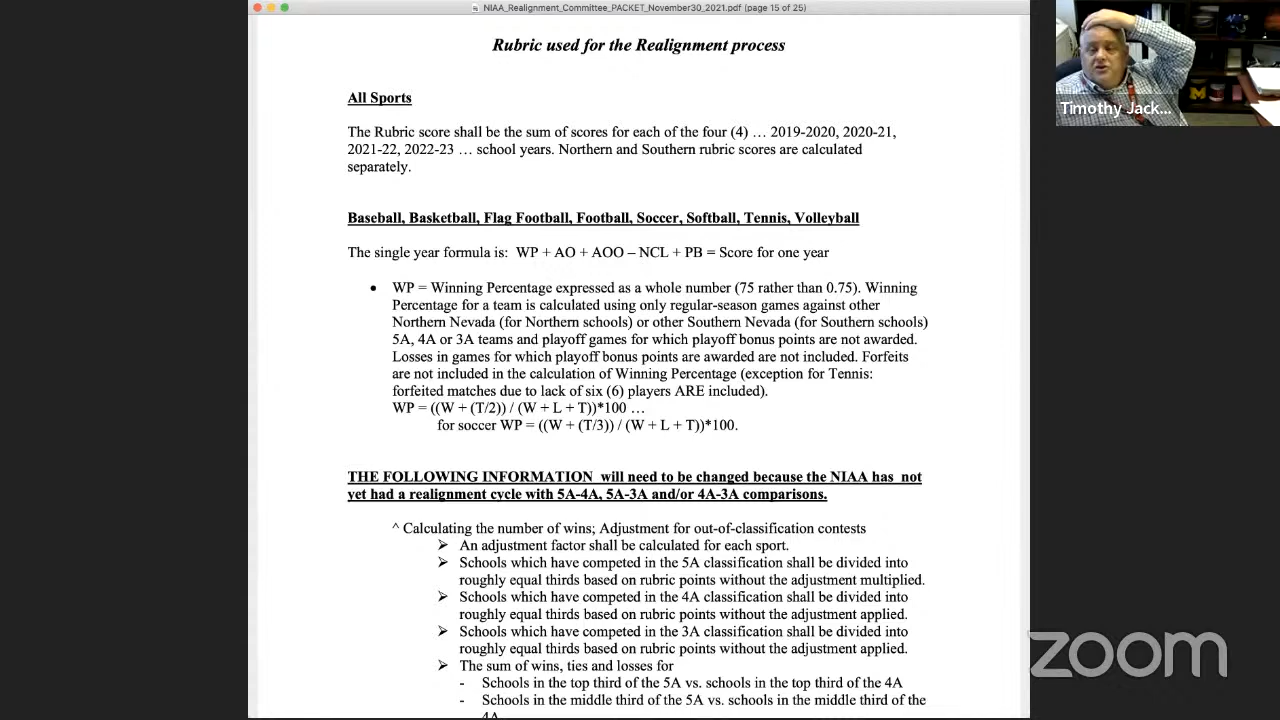 NIAA_Realignment_Committee_PACKET_November30_2021.pdf (page 15 of 25)
Rubric used for the Realignment process
All Sports
The Rubric score shall be the sum of scores for each of the four (4) … 2019-2020, 2020-21,
2021-22, 2022-23 … school years. Northern and Southern rubric scores are calculated
separately.
Baseball, Basketball, Flag Football, Football, Soccer, Softball, Tennis, Volleyball
The single year formula is:  WP + AO + AOO – NCL + PB = Score for one year
• WP = Winning Percentage expressed as a whole number (75 rather than 0.75). Winning
Percentage for a team is calculated using only regular-season games against other
Northern Nevada (for Northern schools) or other Southern Nevada (for Southern schools)
5A, 4A or 3A teams and playoff games for which playoff bonus points are not awarded.
Losses in games for which playoff bonus points are awarded are not included. Forfeits
are not included in the calculation of Winning Percentage (exception for Tennis:
forfeited matches due to lack of six (6) players ARE included).
WP = ((W + (T/2)) / (W + L + T))*100 …
for soccer WP = ((W + (T/3)) / (W + L + T))*100.
THE FOLLOWING INFORMATION  will need to be changed because the NIAA has  not
yet had a realignment cycle with 5A-4A, 5A-3A and/or 4A-3A comparisons.
^ Calculating the number of wins; Adjustment for out-of-classification contests
➢ An adjustment factor shall be calculated for each sport.
➢ Schools which have competed in the 5A classification shall be divided into
roughly equal thirds based on rubric points without the adjustment multiplied.
➢ Schools which have competed in the 4A classification shall be divided into
roughly equal thirds based on rubric points without the adjustment applied.
➢ Schools which have competed in the 3A classification shall be divided into
roughly equal thirds based on rubric points without the adjustment applied.
➢ The sum of wins, ties and losses for
- Schools in the top third of the 5A vs. schools in the top third of the 4A
- Schools in the middle third of the 5A vs. schools in the middle third of the
4A
Timothy Jack...
zoom